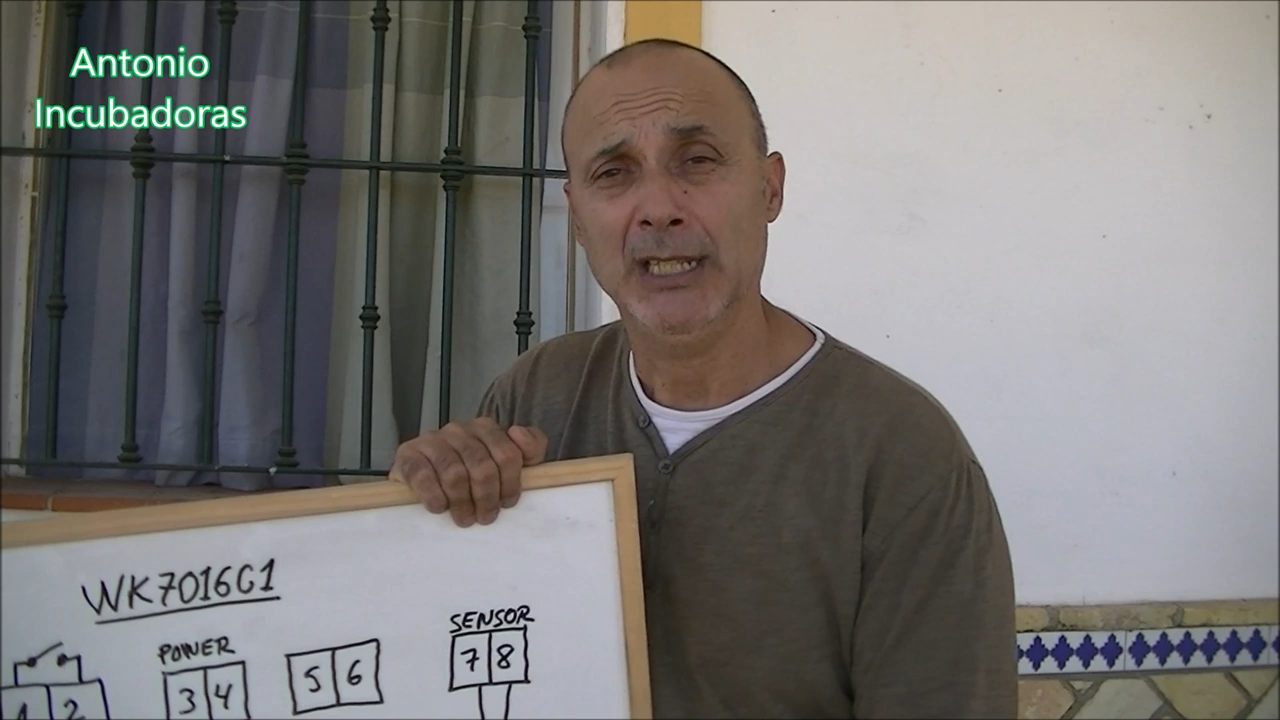 Antonio
Incubadoras
WK7016C1
SENSOR
POWER
1 2
3 4
5 6
7 8